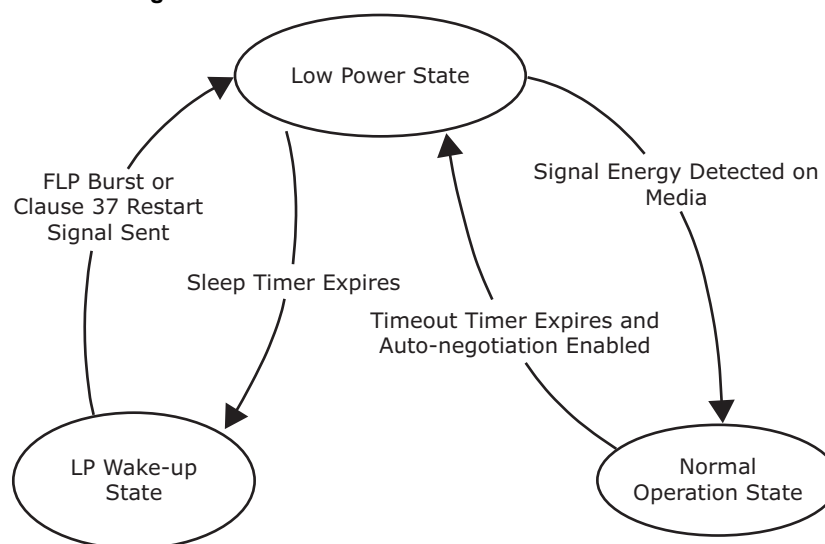 Low Power State
FLP Burst or
Clause 37 Restart
Signal Sent
Signal Energy Detected on
Media
Sleep Timer Expires
Timeout Timer Expires and
Auto-negotiation Enabled
LP Wake-up
State
Normal
Operation State